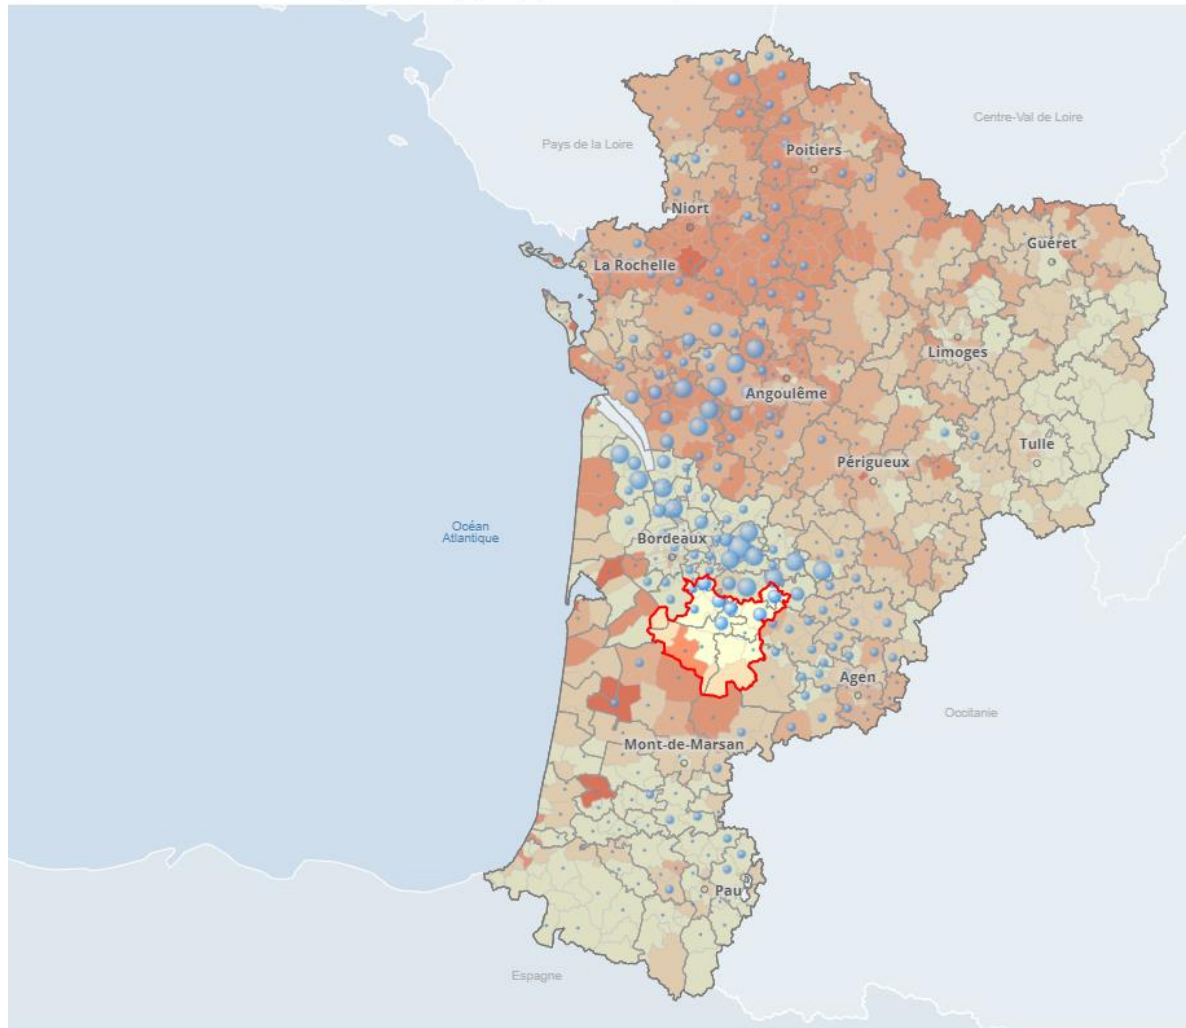 Centre-Val de Loire
Pays de la Loire
Poitiers
Niort
Guéret
La Rochelle
Limoges
Angoulême
Tulle
Périgueux
Océan
Atlantique
Bordeaux
Agen
Occitanie
Mont-de-Marsan
Pau
Espagne